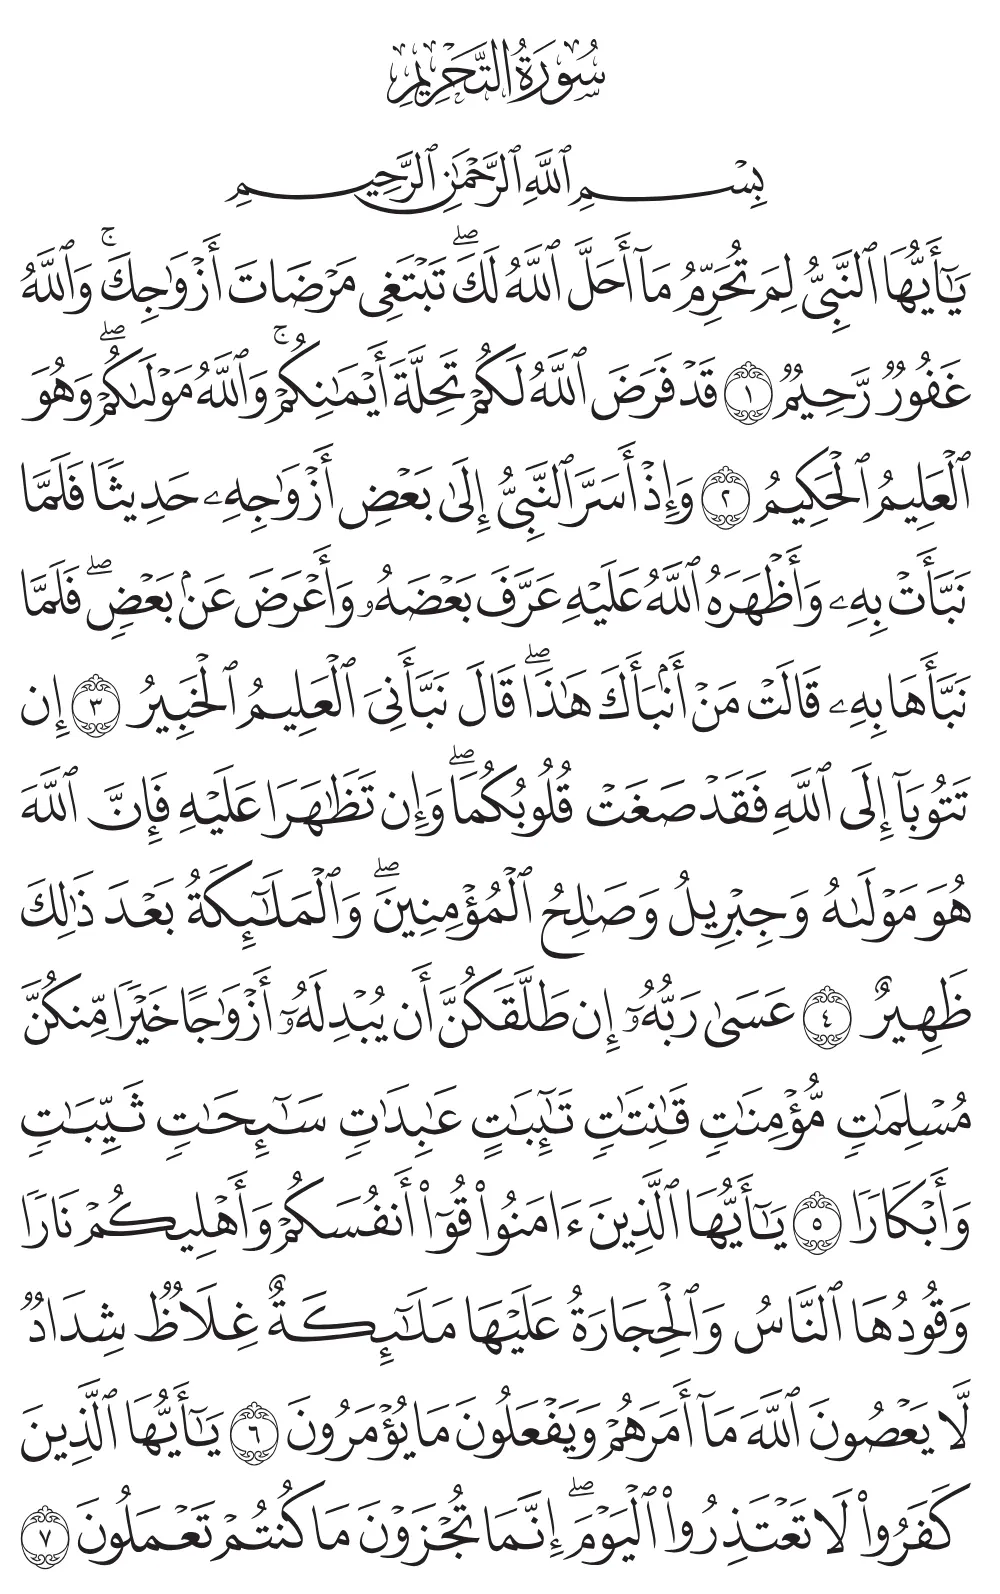 سُورَةُ التَّحْرِيمِ
بِسْمِ ٱللَّهِ ٱلرَّحْمَٰنِ ٱلرَّحِيمِ
يَٰٓأَيُّهَا ٱلنَّبِىُّ لِمَ تُحَرِّمُ مَآ أَحَلَّ ٱللَّهُ لَكَۖ تَبْتَغِى مَرْضَاتَ أَزْوَٰجِكَۚ وَٱللَّهُ
غَفُورٌ رَّحِيمٌ ١ قَدْ فَرَضَ ٱللَّهُ لَكُمْ تَحِلَّةَ أَيْمَٰنِكُمْۚ وَٱللَّهُ مَوْلَىٰكُمْۖ وَهُوَ
ٱلْعَلِيمُ ٱلْحَكِيمُ ٢ وَإِذْ أَسَرَّ ٱلنَّبِىُّ إِلَىٰ بَعْضِ أَزْوَٰجِهِۦ حَدِيثًا فَلَمَّا
نَبَّأَتْ بِهِۦ وَأَظْهَرَهُ ٱللَّهُ عَلَيْهِ عَرَّفَ بَعْضَهُۥ وَأَعْرَضَ عَنۢ بَعْضٍۖ فَلَمَّا
نَبَّأَهَا بِهِۦ قَالَتْ مَنْ أَنۢبَأَكَ هَٰذَاۖ قَالَ نَبَّأَنِىَ ٱلْعَلِيمُ ٱلْخَبِيرُ ٣ إِن
تَتُوبَآ إِلَى ٱللَّهِ فَقَدْ صَغَتْ قُلُوبُكُمَاۖ وَإِن تَظَٰهَرَا عَلَيْهِ فَإِنَّ ٱللَّهَ
هُوَ مَوْلَىٰهُ وَجِبْرِيلُ وَصَٰلِحُ ٱلْمُؤْمِنِينَۖ وَٱلْمَلَٰٓئِكَةُ بَعْدَ ذَٰلِكَ
ظَهِيرٌ ٤ عَسَىٰ رَبُّهُۥٓ إِن طَلَّقَكُنَّ أَن يُبْدِلَهُۥٓ أَزْوَٰجًا خَيْرًا مِّنكُنَّ
مُسْلِمَٰتٍ مُّؤْمِنَٰتٍ قَٰنِتَٰتٍ تَٰٓئِبَٰتٍ عَٰبِدَٰتٍ سَٰٓئِحَٰتٍ ثَيِّبَٰتٍ
وَأَبْكَارًا ٥ يَٰٓأَيُّهَا ٱلَّذِينَ ءَامَنُوا۟ قُوٓا۟ أَنفُسَكُمْ وَأَهْلِيكُمْ نَارًا
وَقُودُهَا ٱلنَّاسُ وَٱلْحِجَارَةُ عَلَيْهَا مَلَٰٓئِكَةٌ غِلَاظٌ شِدَادٌ
لَّا يَعْصُونَ ٱللَّهَ مَآ أَمَرَهُمْ وَيَفْعَلُونَ مَا يُؤْمَرُونَ ٦ يَٰٓأَيُّهَا ٱلَّذِينَ
كَفَرُوا۟ لَا تَعْتَذِرُوا۟ ٱلْيَوْمَۖ إِنَّمَا تُجْزَوْنَ مَا كُنتُمْ تَعْمَلُونَ ٧